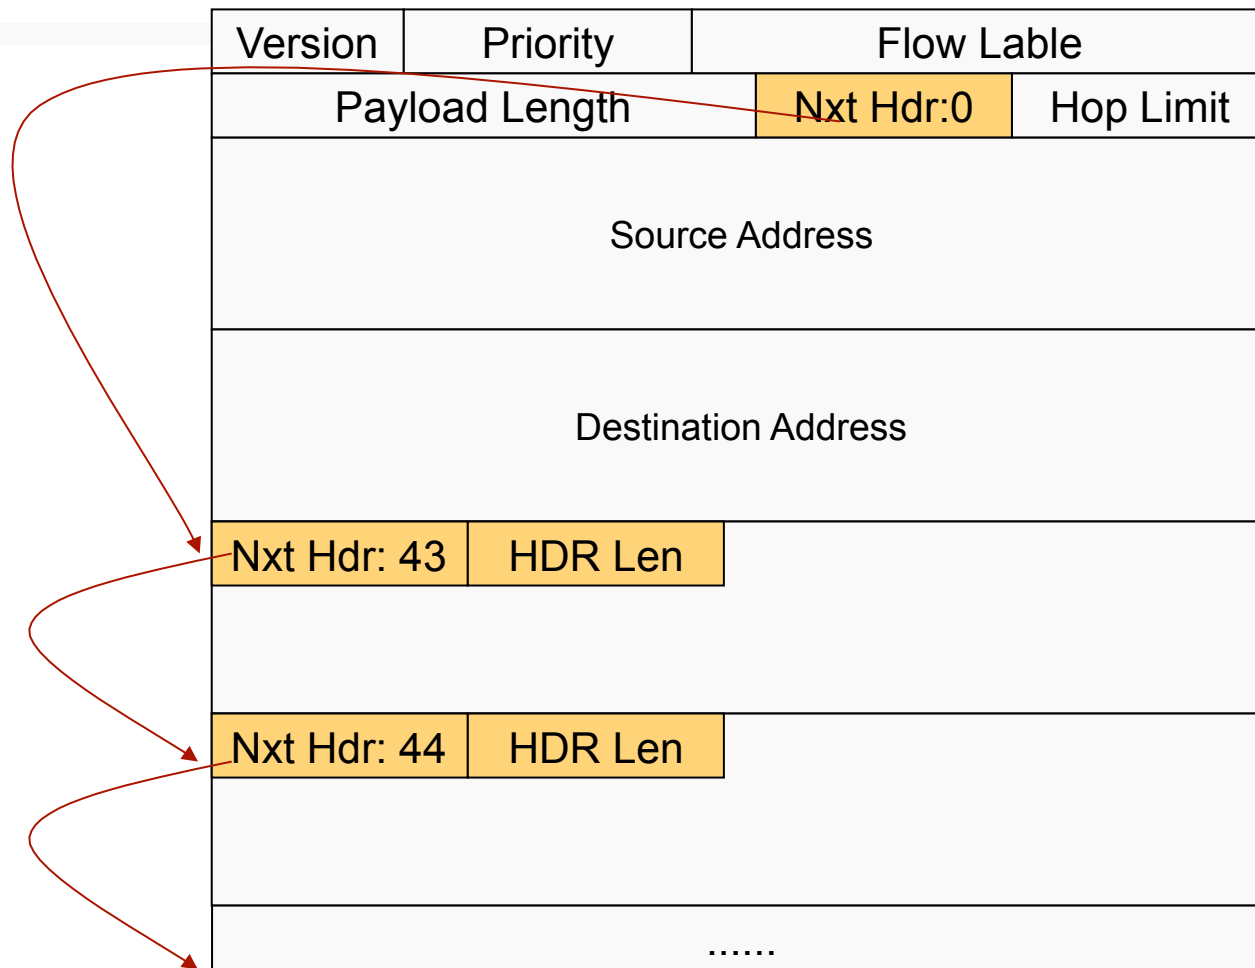 Version Priority Flow Lable
Payload Length Nxt Hdr:0 Hop Limit
Source Address
Destination Address
Nxt Hdr: 43 HDR Len
Nxt Hdr: 44 HDR Len
......